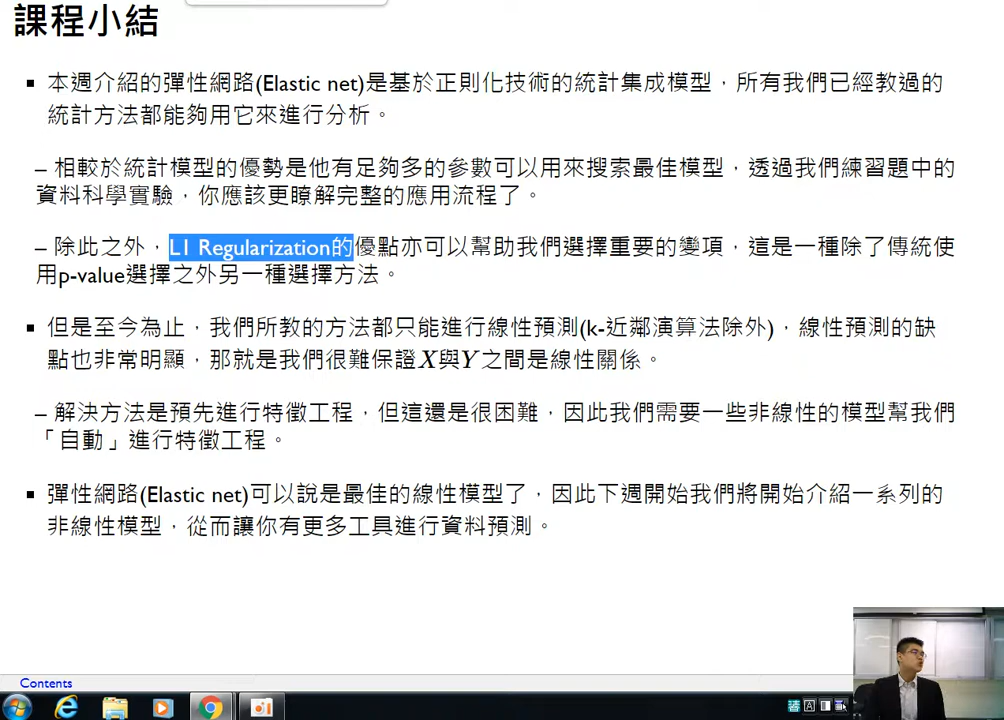 課程小結
▪ 本週介紹的彈性網路(Elastic net)是基於正則化技術的統計集成模型，所有我們已經教過的
統計方法都能夠用它來進行分析。
– 相較於統計模型的優勢是他有足夠多的參數可以用來搜索最佳模型，透過我們練習題中的
資料科學實驗，你應該更瞭解完整的應用流程了。
– 除此之外，L1 Regularization的優點亦可以幫助我們選擇重要的變項，這是一種除了傳統使
用p-value選擇之外另一種選擇方法。
▪ 但是至今為止，我們所教的方法都只能進行線性預測(k-近鄰演算法除外)，線性預測的缺
點也非常明顯，那就是我們很難保證X與Y之間是線性關係。
– 解決方法是預先進行特徵工程，但這還是很困難，因此我們需要一些非線性的模型幫我們
「自動」進行特徵工程。
▪ 彈性網路(Elastic net)可以說是最佳的線性模型了，因此下週開始我們將開始介紹一系列的
非線性模型，從而讓你有更多工具進行資料預測。
Contents